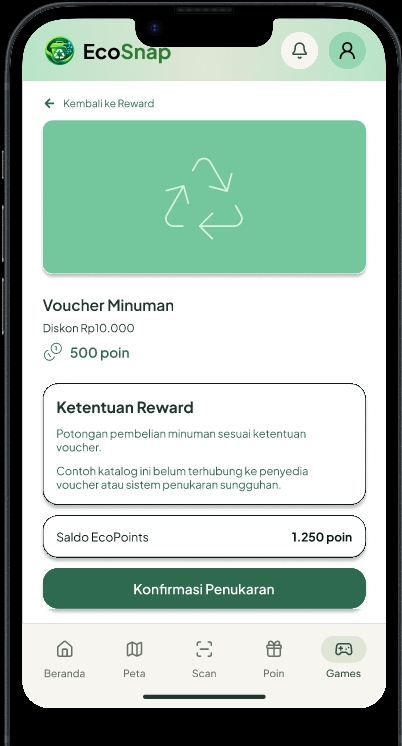 EcoSnap
Kembali ke Reward
Voucher Minuman
Diskon Rp10.000
500 poin
Ketentuan Reward
Potongan pembelian minuman sesuai ketentuan
voucher.
Contoh katalog ini belum terhubung ke penyedia
voucher atau sistem penukaran sungguhan.
Saldo EcoPoints 1.250 poin
Konfirmasi Penukaran
Beranda Peta Scan Poin Games